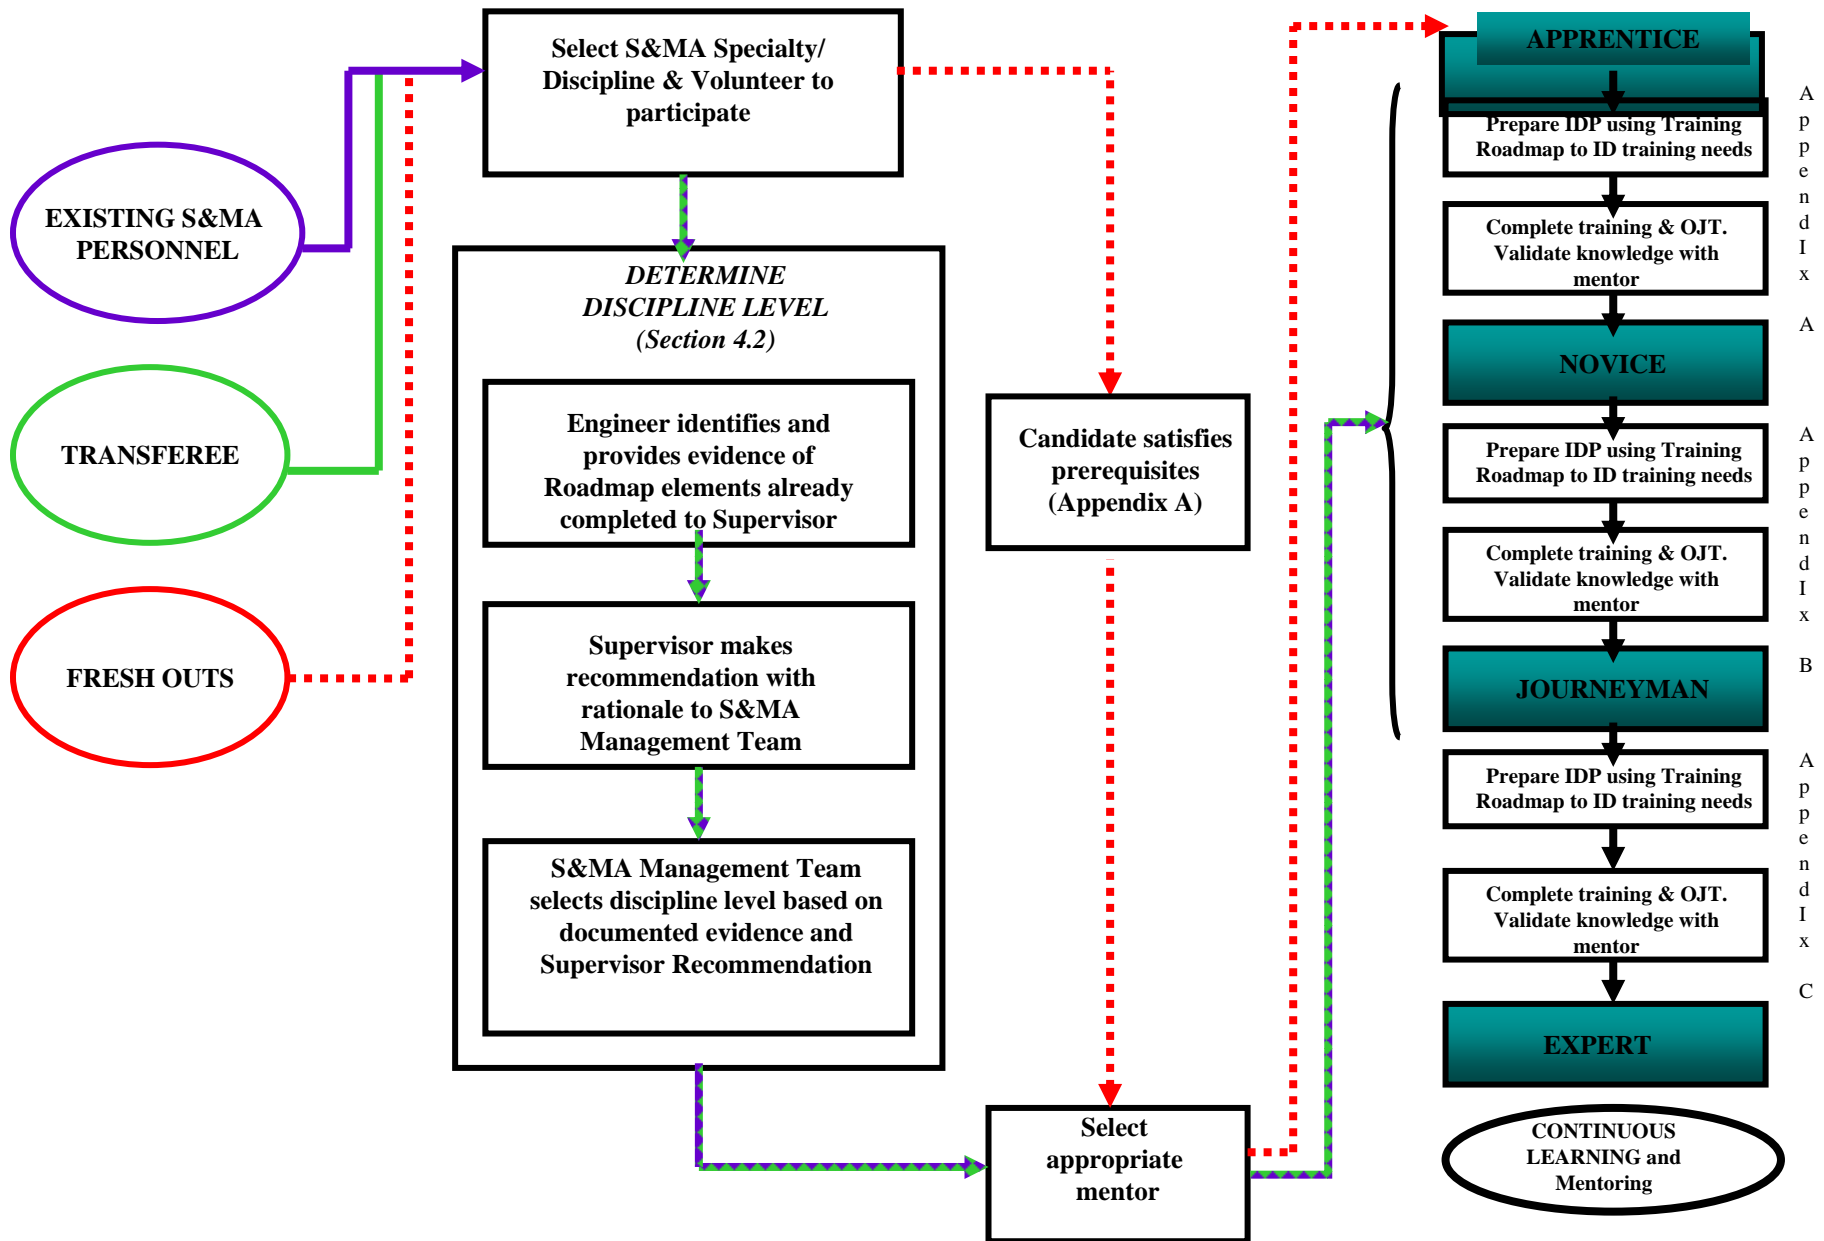 Select S&MA Specialty/
Discipline & Volunteer to
participate
EXISTING S&MA
PERSONNEL
TRANSFEREE
FRESH OUTS
DETERMINE
DISCIPLINE LEVEL
(Section 4.2)
Engineer identifies and
provides evidence of
Roadmap elements already
completed to Supervisor
Supervisor makes
recommendation with
rationale to S&MA
Management Team
S&MA Management Team
selects discipline level based on
documented evidence and
Supervisor Recommendation
Candidate satisfies
prerequisites
(Appendix A)
Select
appropriate
mentor
APPRENTICE
Prepare IDP using Training
Roadmap to ID training needs
Complete training & OJT.
Validate knowledge with
mentor
NOVICE
Prepare IDP using Training
Roadmap to ID training needs
Complete training & OJT.
Validate knowledge with
mentor
JOURNEYMAN
Prepare IDP using Training
Roadmap to ID training needs
Complete training & OJT.
Validate knowledge with
mentor
EXPERT
CONTINUOUS
LEARNING and
Mentoring
AppendIx A
AppendIx B
AppendIx C